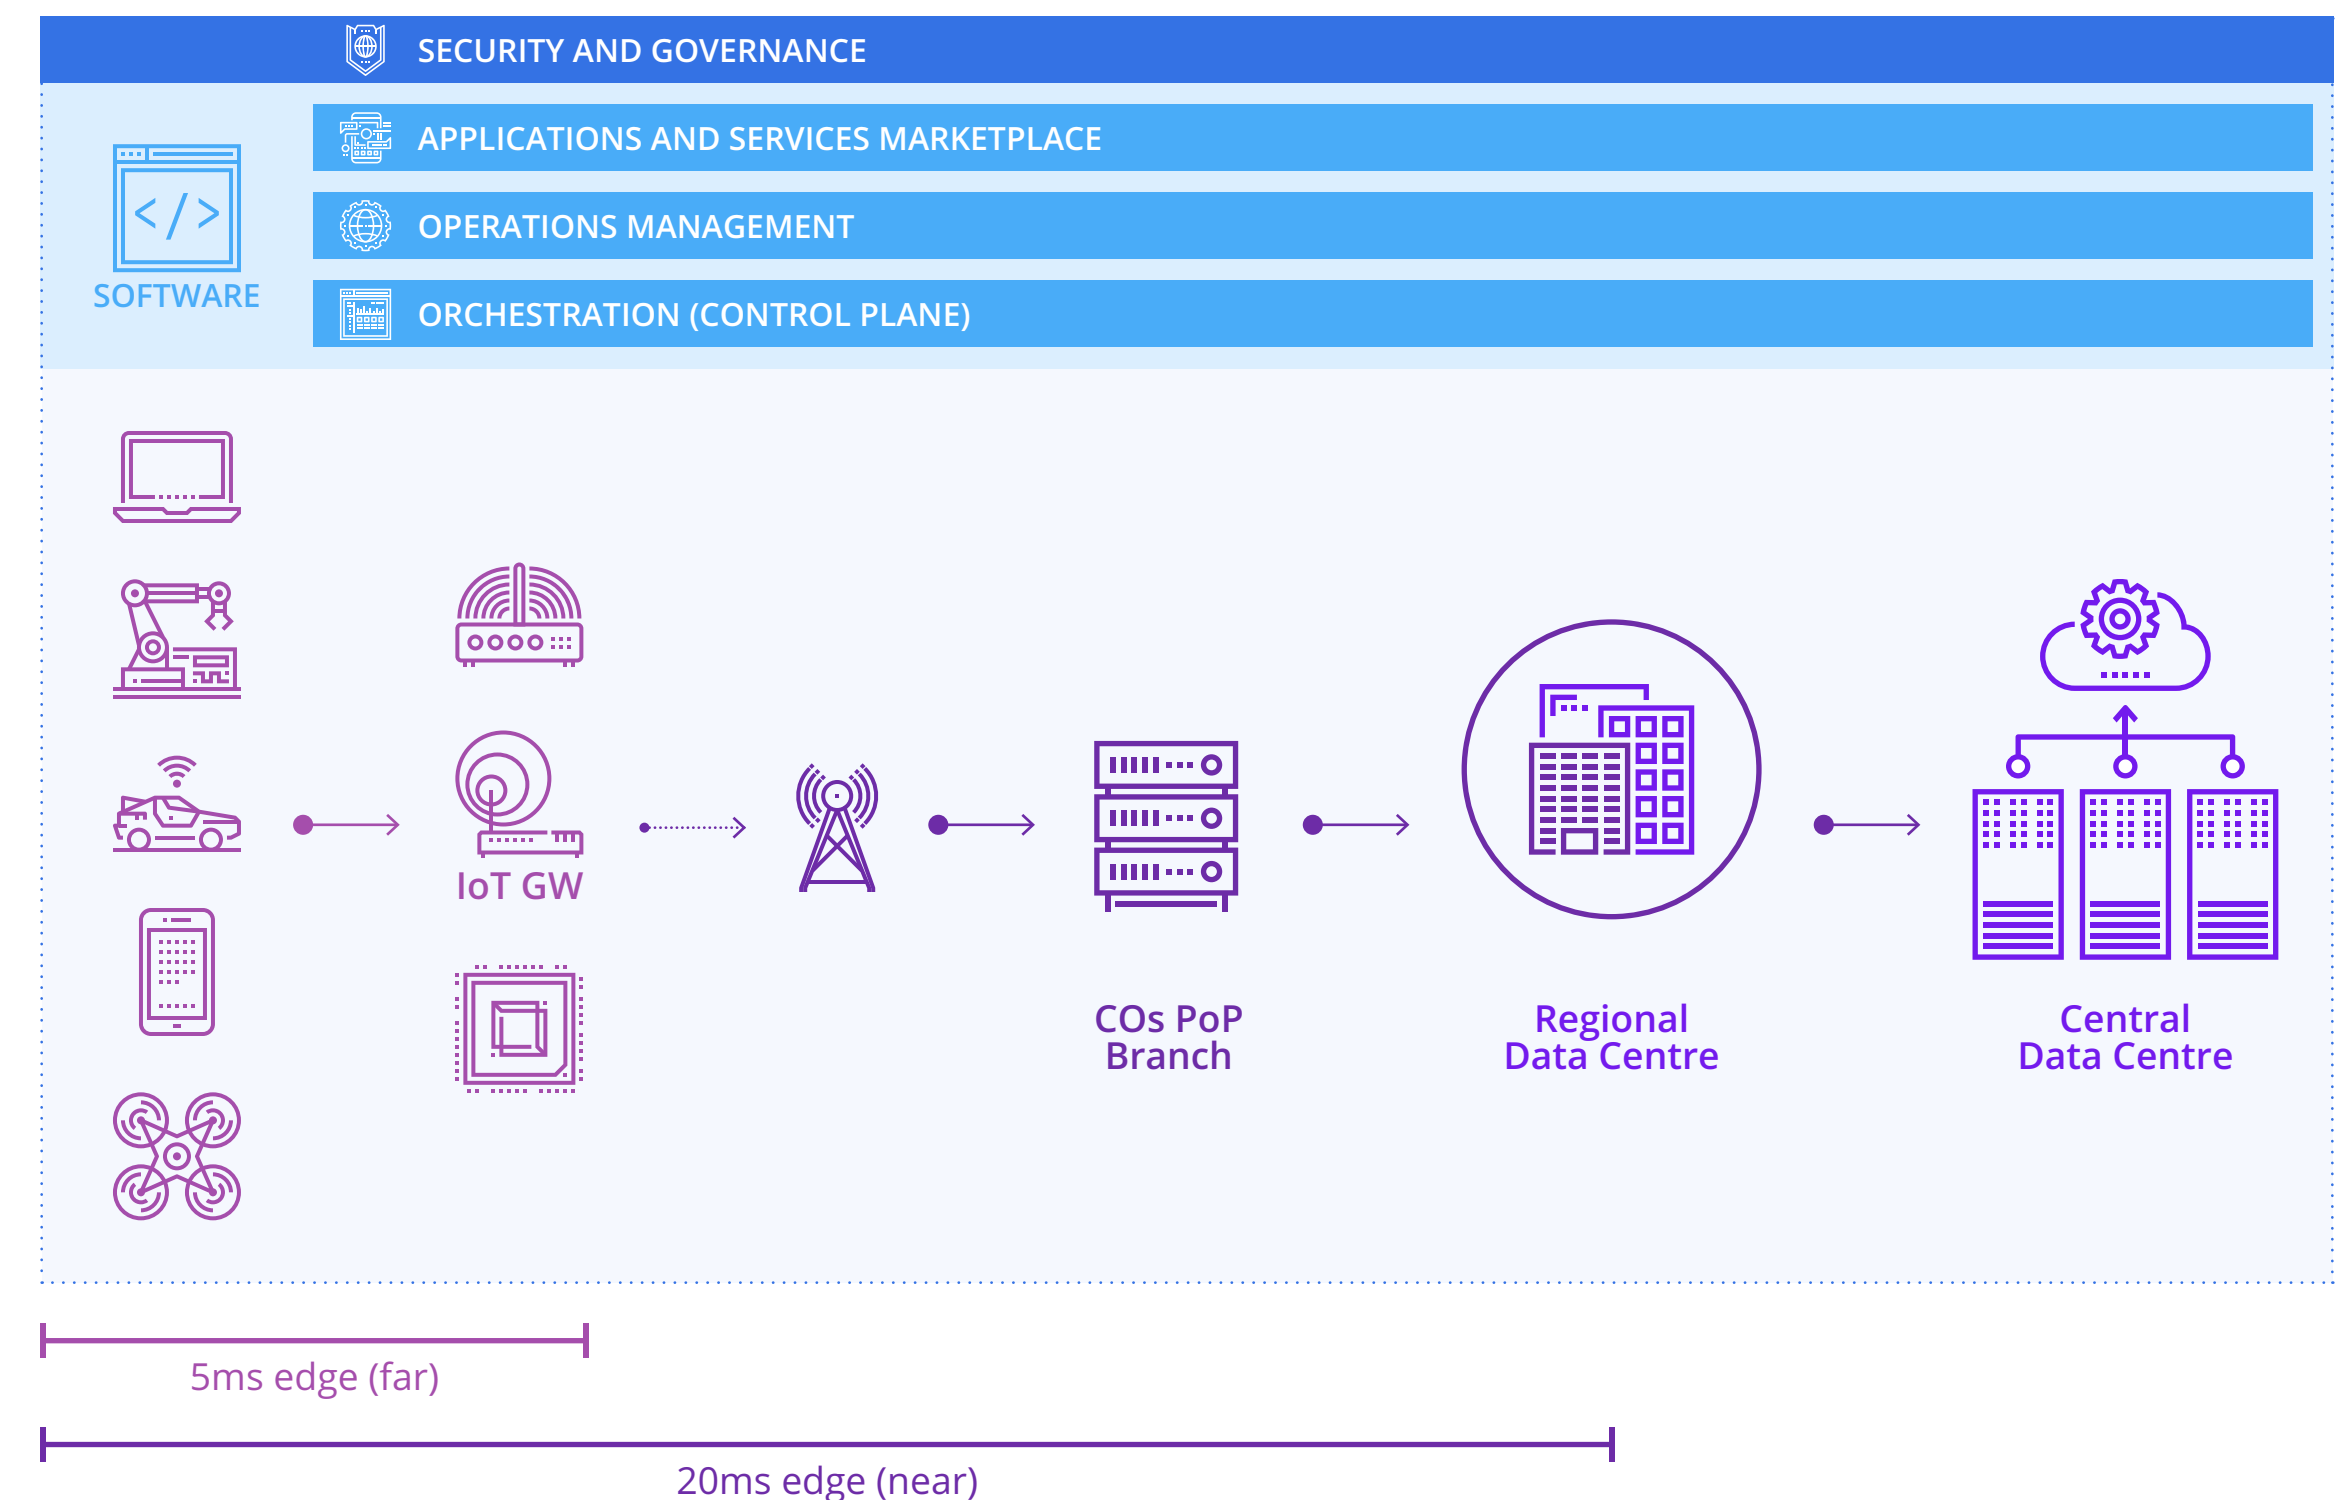 SECURITY AND GOVERNANCE
APPLICATIONS AND SERVICES MARKETPLACE
OPERATIONS MANAGEMENT
ORCHESTRATION (CONTROL PLANE)
</>
SOFTWARE
IoT GW
COs PoP
Branch
Regional
Data Centre
Central
Data Centre
5ms edge (far)
20ms edge (near)